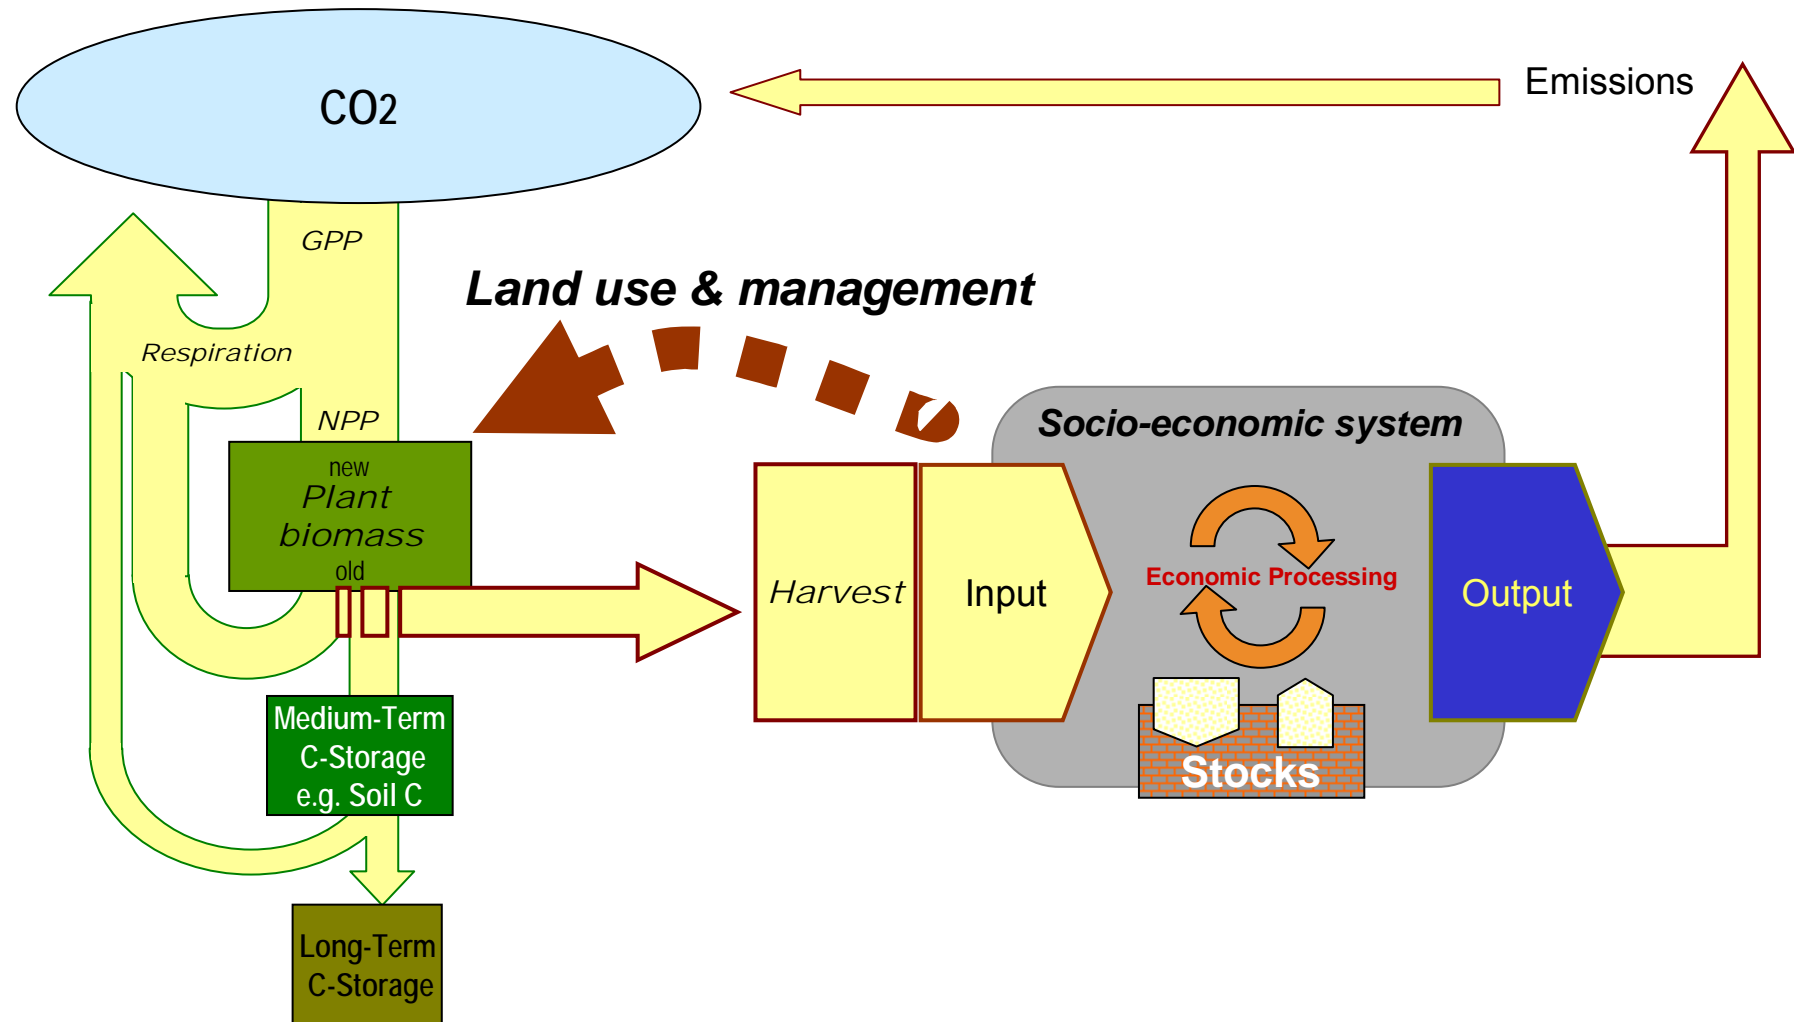 CO2
Emissions
GPP
Land use & management
Respiration
NPP
Socio-economic system
new
Plant
biomass
old
Harvest
Input
Economic Processing
Output
Medium-Term
C-Storage
e.g. Soil C
Stocks
Long-Term
C-Storage